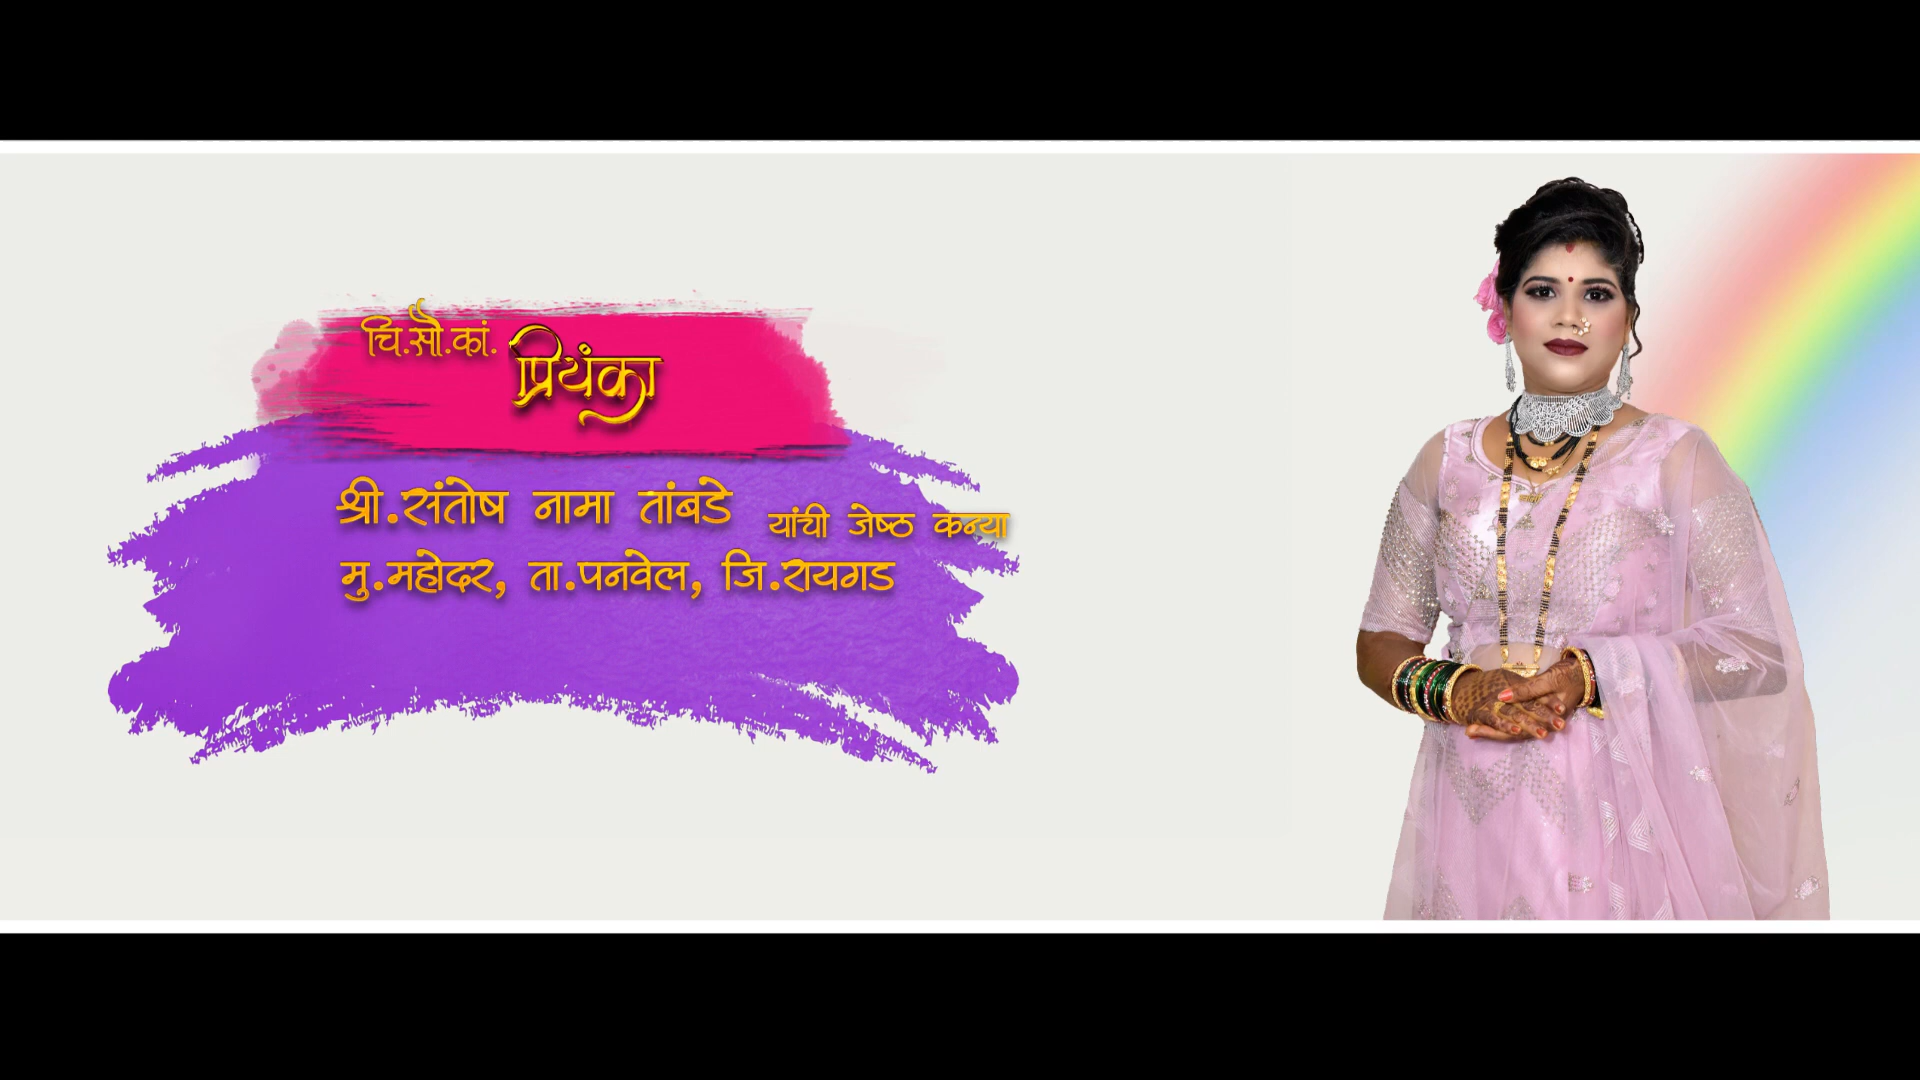 चि.सौ.कां. प्रियंका
श्री.संतोष नामा तांबडे यांची जेष्ठ कन्या
मु.महोदर, ता.पनवेल, जि.रायगड